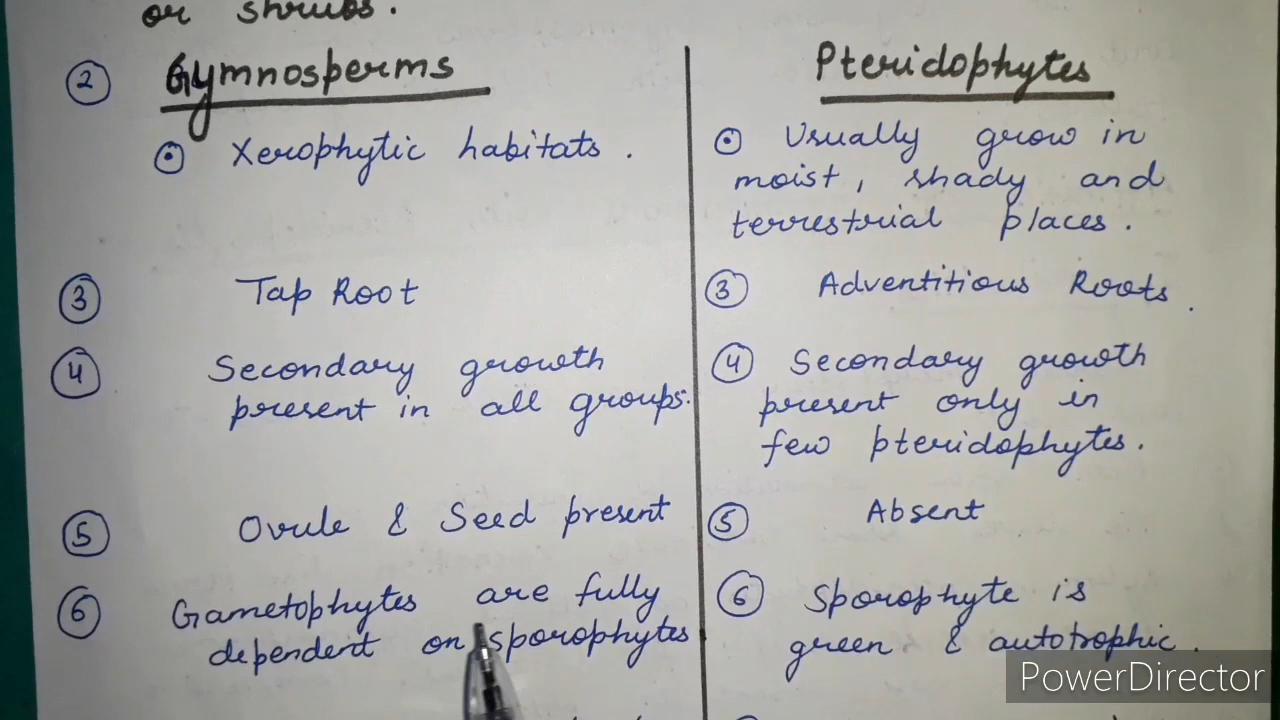 or shrubs.
② Gymnosperms
⊙ Xerophytic habitats.
③ Tap Root
④ Secondary growth
present in all groups.
⑤ Ovule & Seed present
⑥ Gametophytes are fully
dependent on sporophytes
Pteridophytes
⊙ Usually grow in
moist, shady and
terrestrial places.
③ Adventitious Roots.
④ Secondary growth
present only in
few pteridophytes.
⑤ Absent
⑥ Sporophyte is
green & autotrophic.
PowerDirector